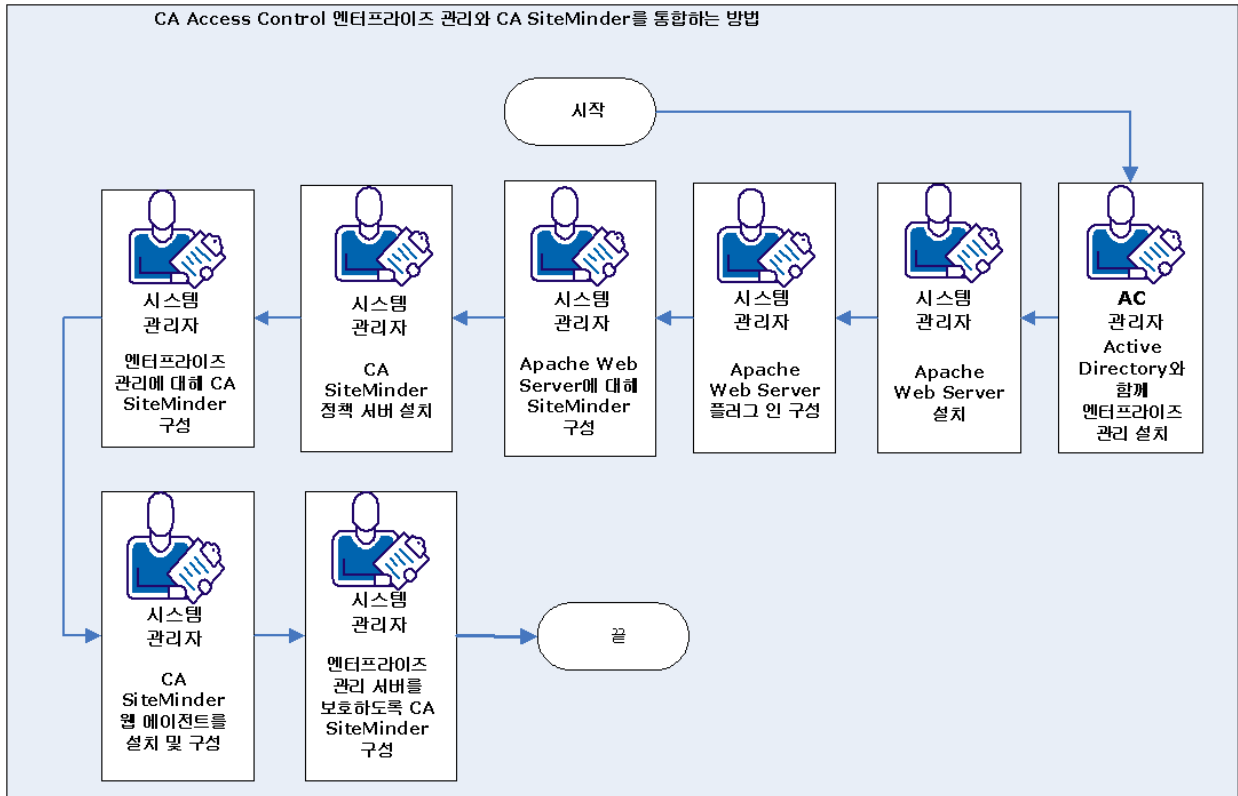 CA Access Control 엔터프라이즈 관리와 CA SiteMinder를 통합하는 방법
시작
AC
관리자
Active
Directory와
함께
엔터프라이즈
관리 설치
시스템
관리자
Apache
Web Server
설치
시스템
관리자
Apache
Web Server
플러그 인 구성
시스템
관리자
Apache Web
Server에 대해
SiteMinder
구성
시스템
관리자
CA
SiteMinder
정책 서버 설치
시스템
관리자
엔터프라이즈
관리에 대해 CA
SiteMinder
구성
시스템
관리자
CA
SiteMinder
웹 에이전트를
설치 및 구성
시스템
관리자
엔터프라이즈
관리 서버를
보호하도록 CA
SiteMinder
구성
끝